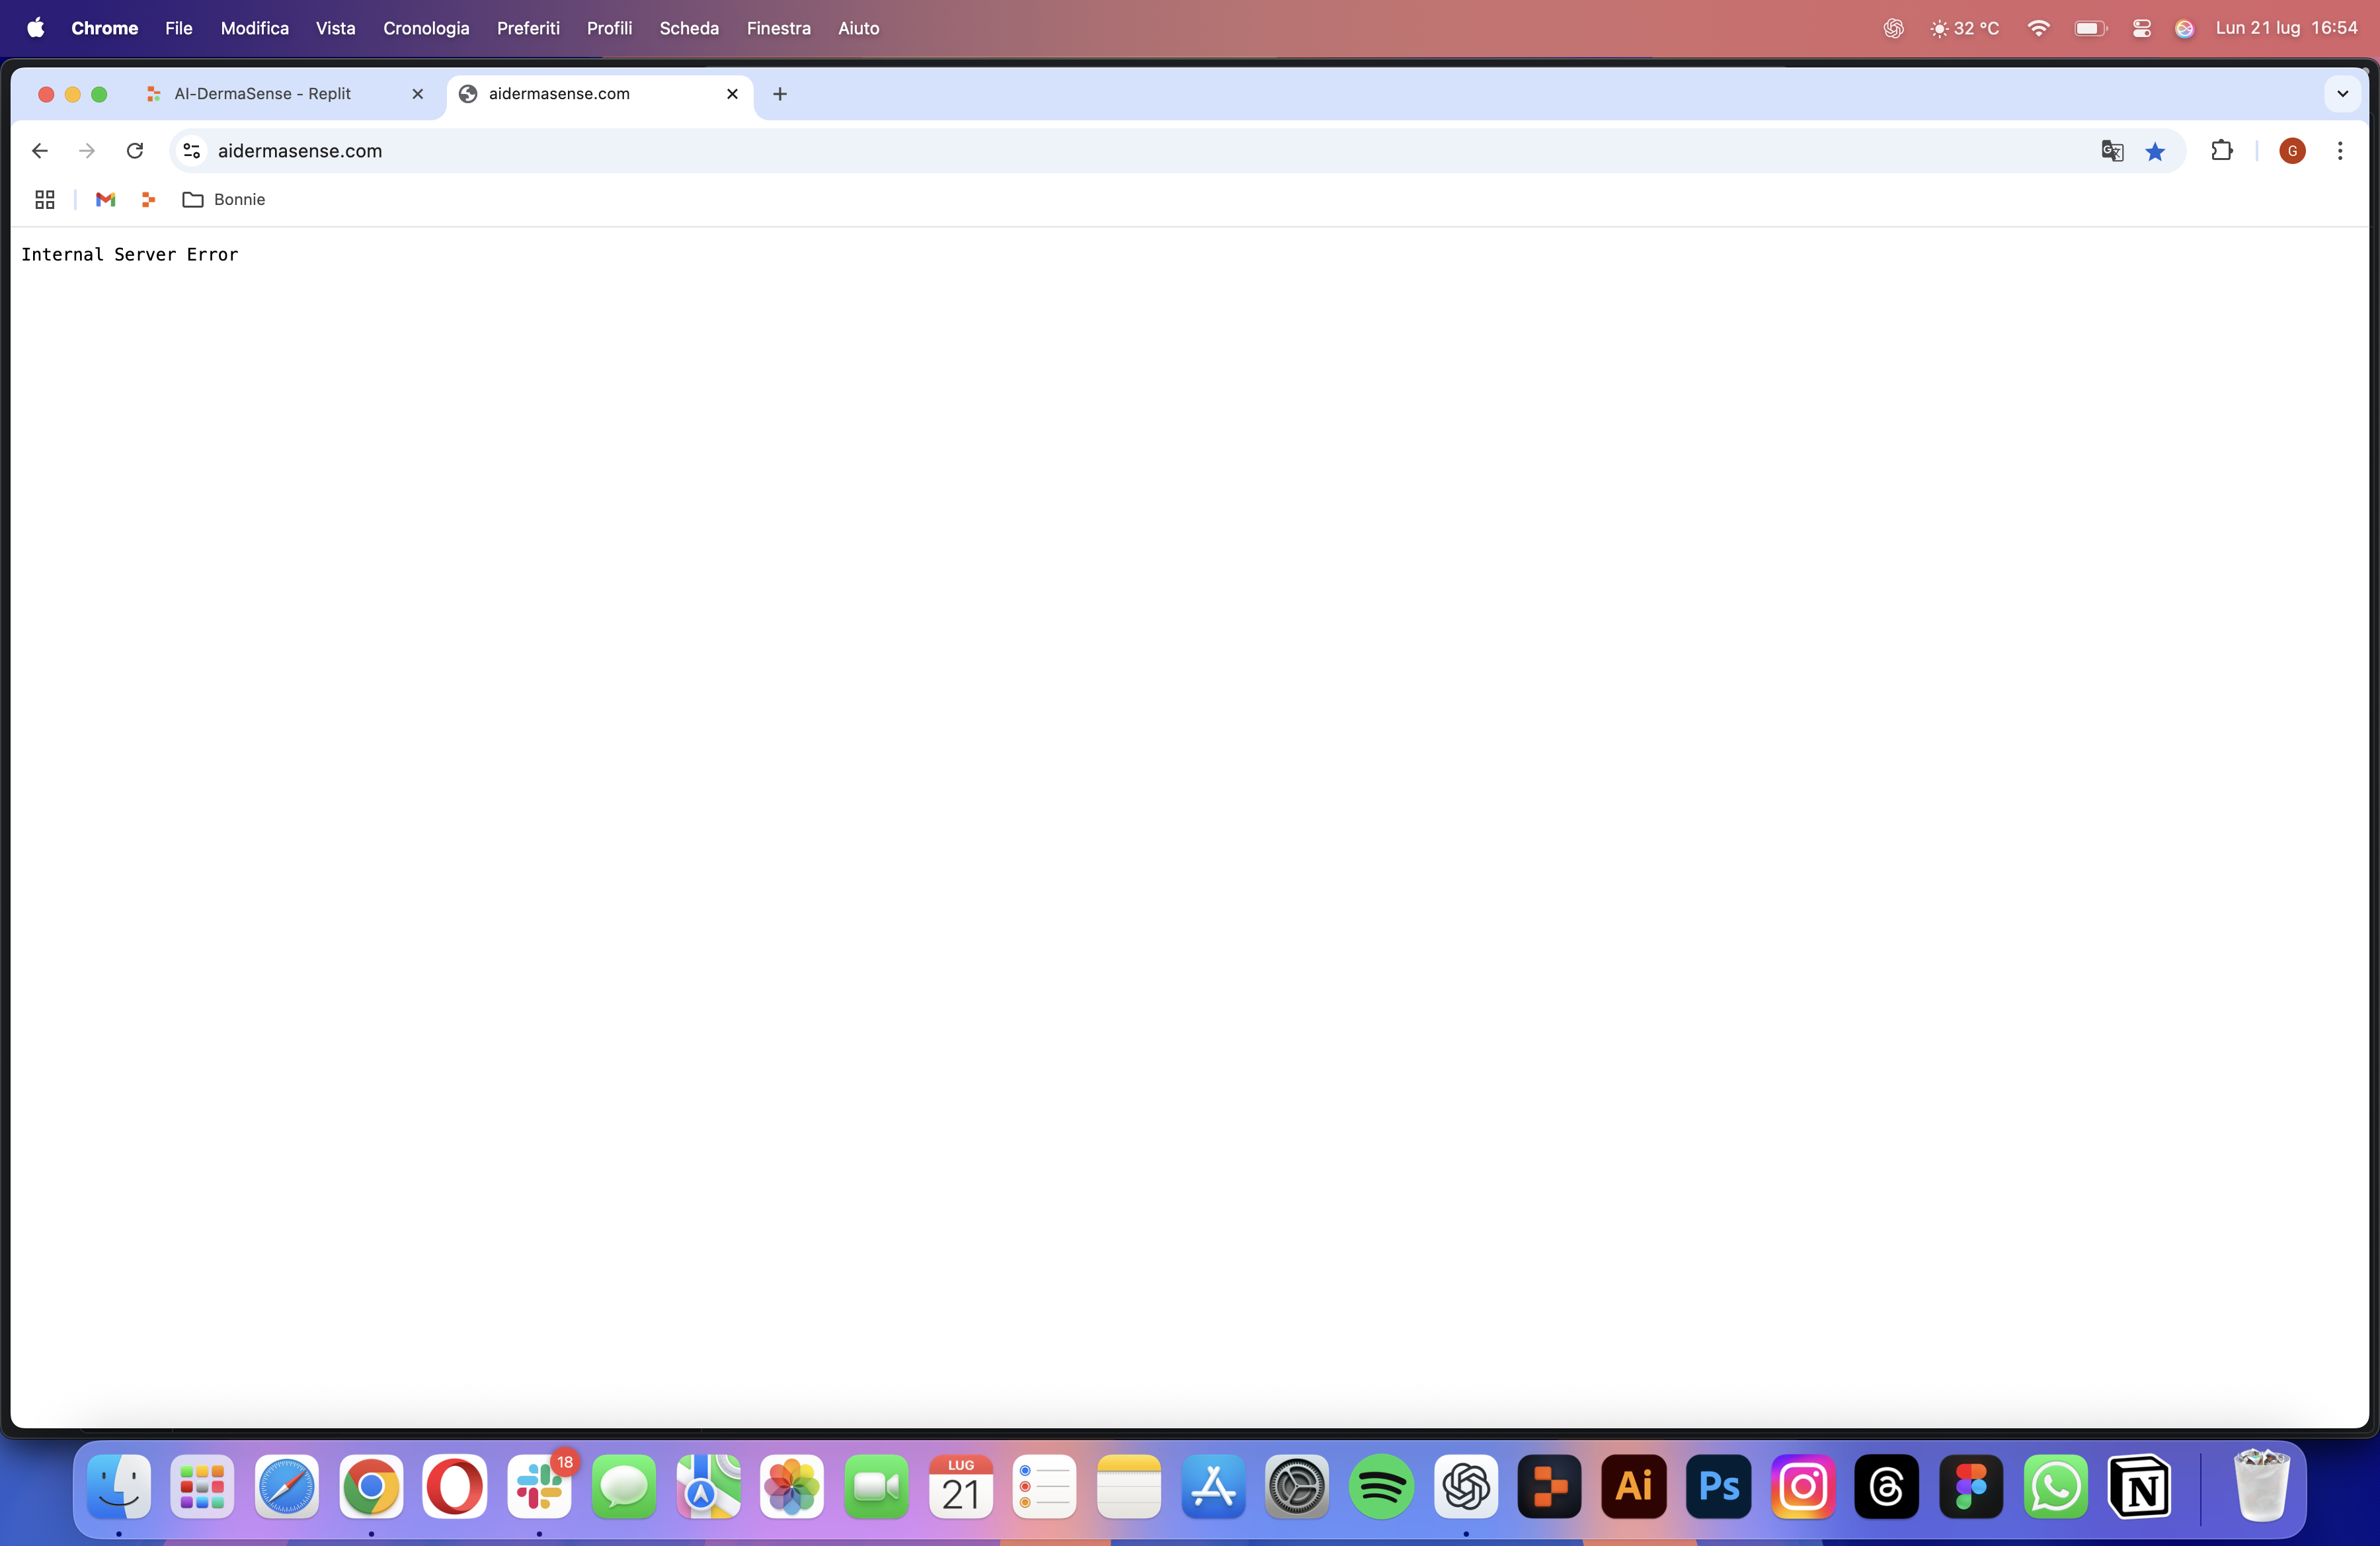 Chrome File Modifica Vista Cronologia Preferiti Profili Scheda Finestra Aiuto 32 °C Lun 21 lug 16:54
AI-DermaSense - Replit aidermasense.com
aidermasense.com G
Bonnie
Internal Server Error
18
LUG
21
Ai
Ps
N